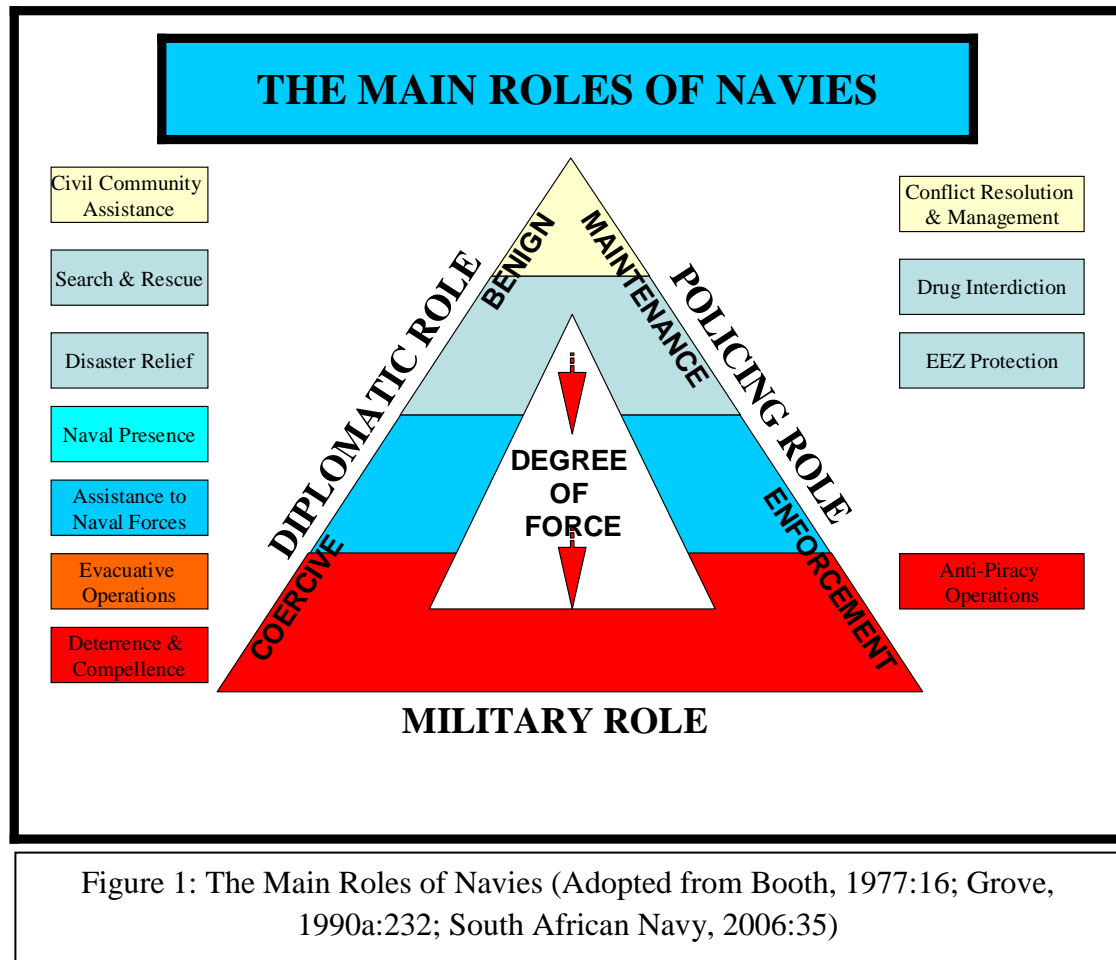 THE MAIN ROLES OF NAVIES
Civil Community
Assistance
Search & Rescue
Disaster Relief
Naval Presence
Assistance to
Naval Forces
Evacuative
Operations
Deterrence &
Compellence
DIPLOMATIC ROLE
BENIGN
COERCIVE
DEGREE
OF
FORCE
MAINTENANCE
ENFORCEMENT
POLICING ROLE
MILITARY ROLE
Conflict Resolution
& Management
Drug Interdiction
EEZ Protection
Anti-Piracy
Operations
Figure 1: The Main Roles of Navies (Adopted from Booth, 1977:16; Grove,
1990a:232; South African Navy, 2006:35)